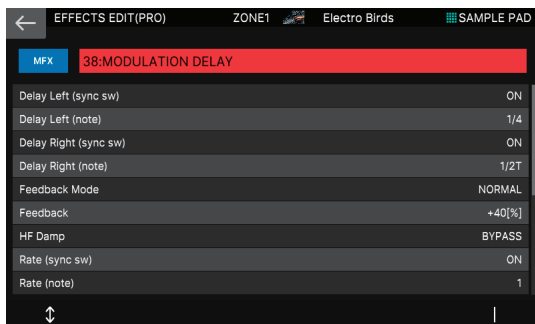 EFFECTS EDIT(PRO) ZONE1 Electro Birds SAMPLE PAD
MFX 38:MODULATION DELAY
Delay Left (sync sw) ON
Delay Left (note) 1/4
Delay Right (sync sw) ON
Delay Right (note) 1/2T
Feedback Mode NORMAL
Feedback +40[%]
HF Damp BYPASS
Rate (sync sw) ON
Rate (note) 1